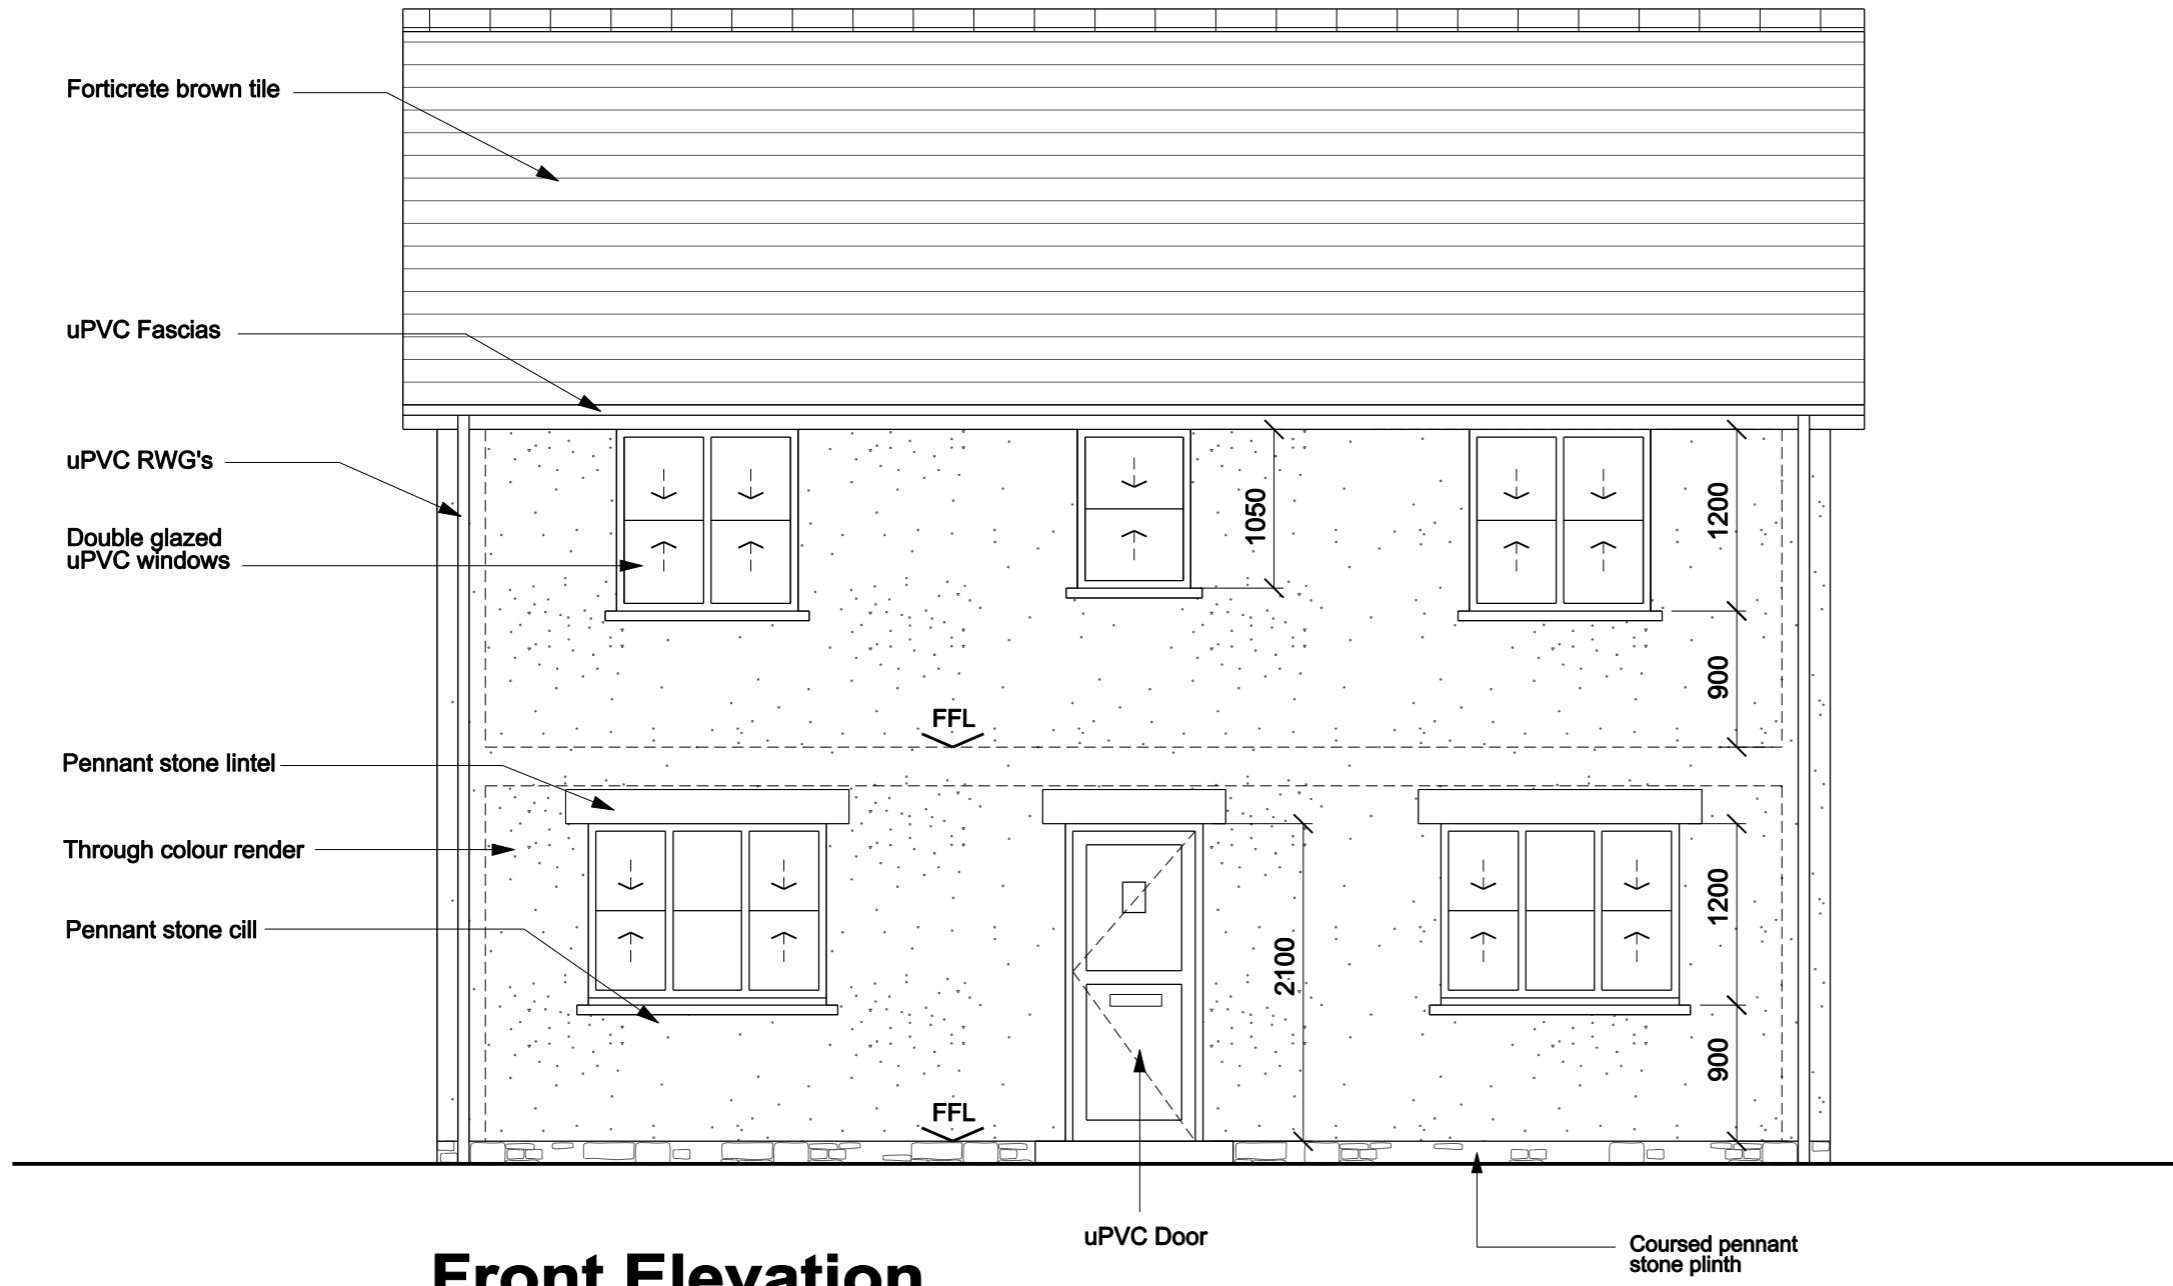 Forticrete brown tile
uPVC Fascias
uPVC RWG's
Double glazed
uPVC windows
1050
1200
900
FFL
Pennant stone lintel
Through colour render
Pennant stone cill
2100
1200
900
FFL
uPVC Door
Coursed pennant
stone plinth
Front Elevation